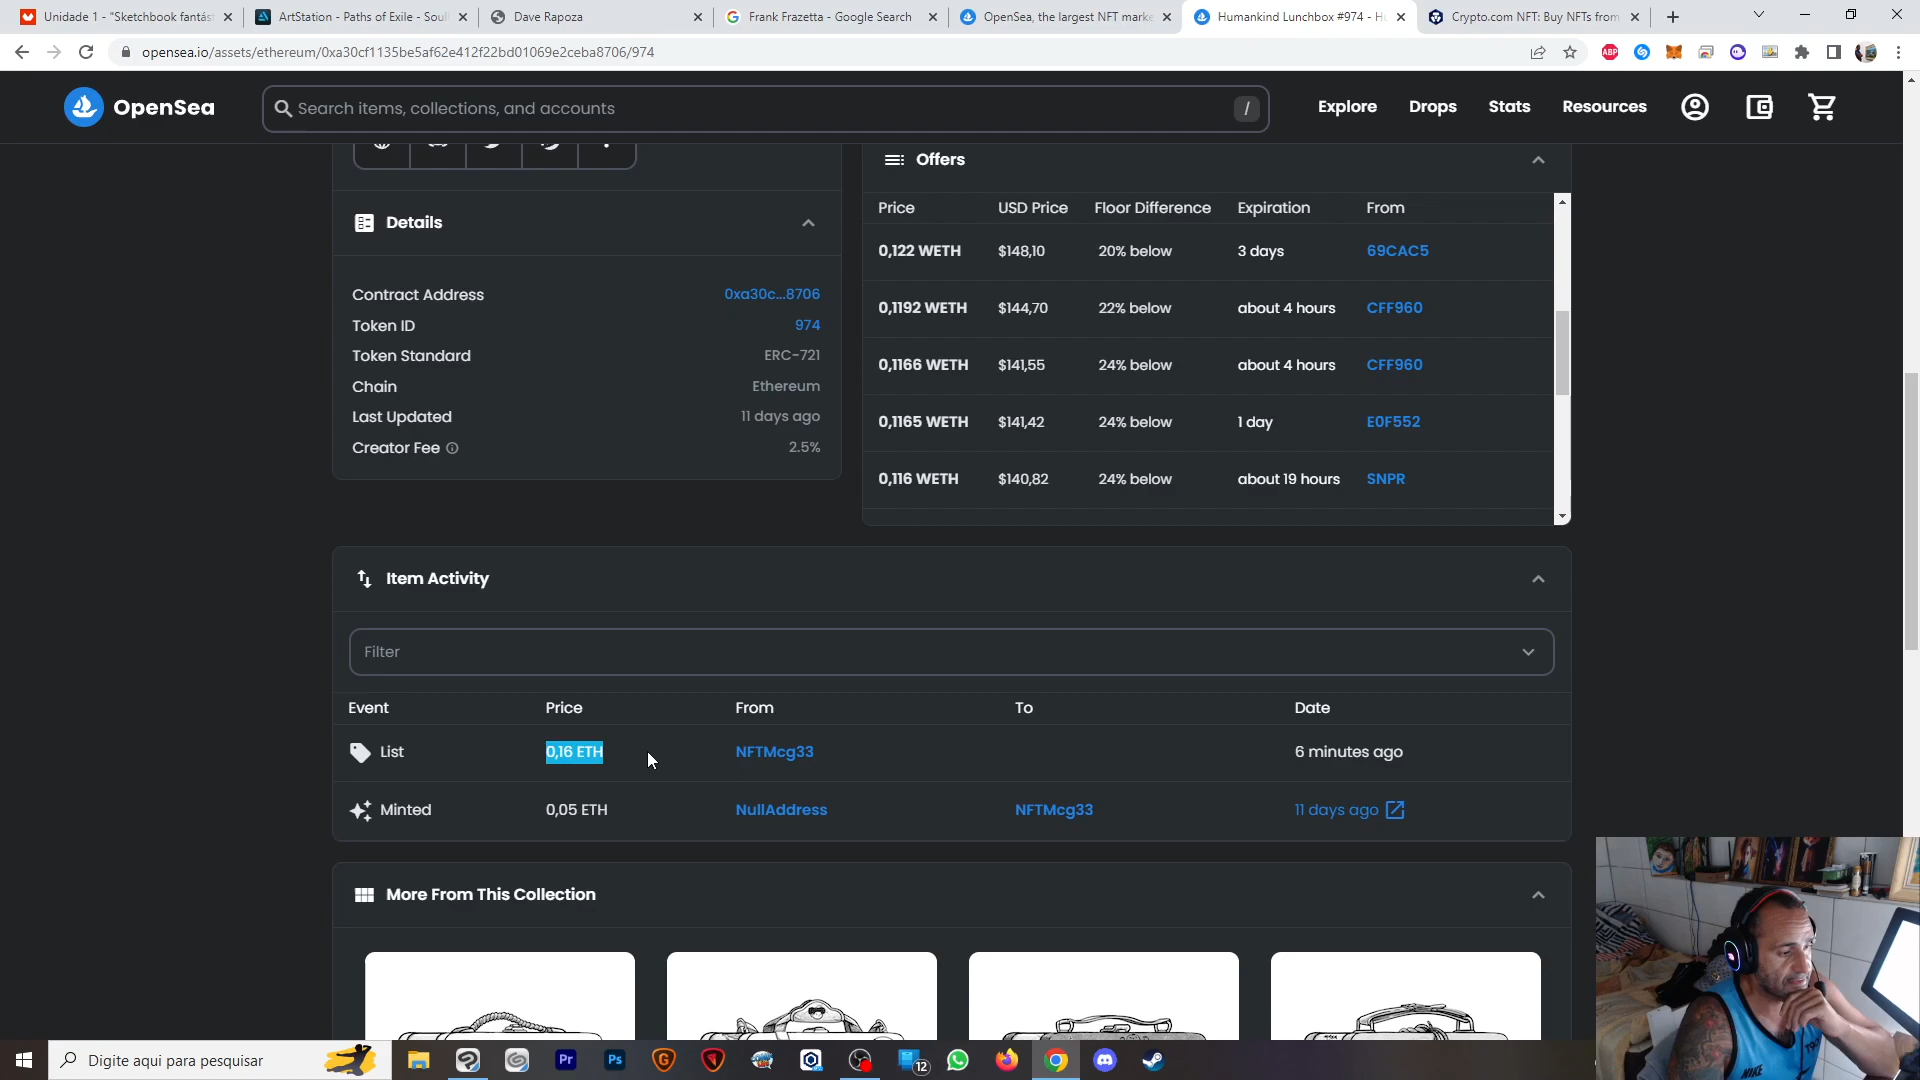 Unidade 1 - "Sketchbook fantást
ArtStation - Paths of Exile - Soul
Dave Rapoza
Frank Frazetta - Google Search
OpenSea, the largest NFT marke
Humankind Lunchbox #974 - H
Crypto.com NFT: Buy NFTs from
opensea.io/assets/ethereum/0xa30cf1135be5af62e412f22bd01069e2ceba8706/974
ABP
OpenSea
Search items, collections, and accounts
/
Explore
Drops
Stats
Resources
Details
Contract Address 0xa30c...8706
Token ID 974
Token Standard ERC-721
Chain Ethereum
Last Updated 11 days ago
Creator Fee 2.5%
Offers
Price USD Price Floor Difference Expiration From
0,122 WETH $148,10 20% below 3 days 69CAC5
0,1192 WETH $144,70 22% below about 4 hours CFF960
0,1166 WETH $141,55 24% below about 4 hours CFF960
0,1165 WETH $141,42 24% below 1 day E0F552
0,116 WETH $140,82 24% below about 19 hours SNPR
Item Activity
Filter
Event Price From To Date
List 0,16 ETH NFTMcg33 6 minutes ago
Minted 0,05 ETH NullAddress NFTMcg33 11 days ago
More From This Collection
Digite aqui para pesquisar
Pr
Ps
12
NIKE